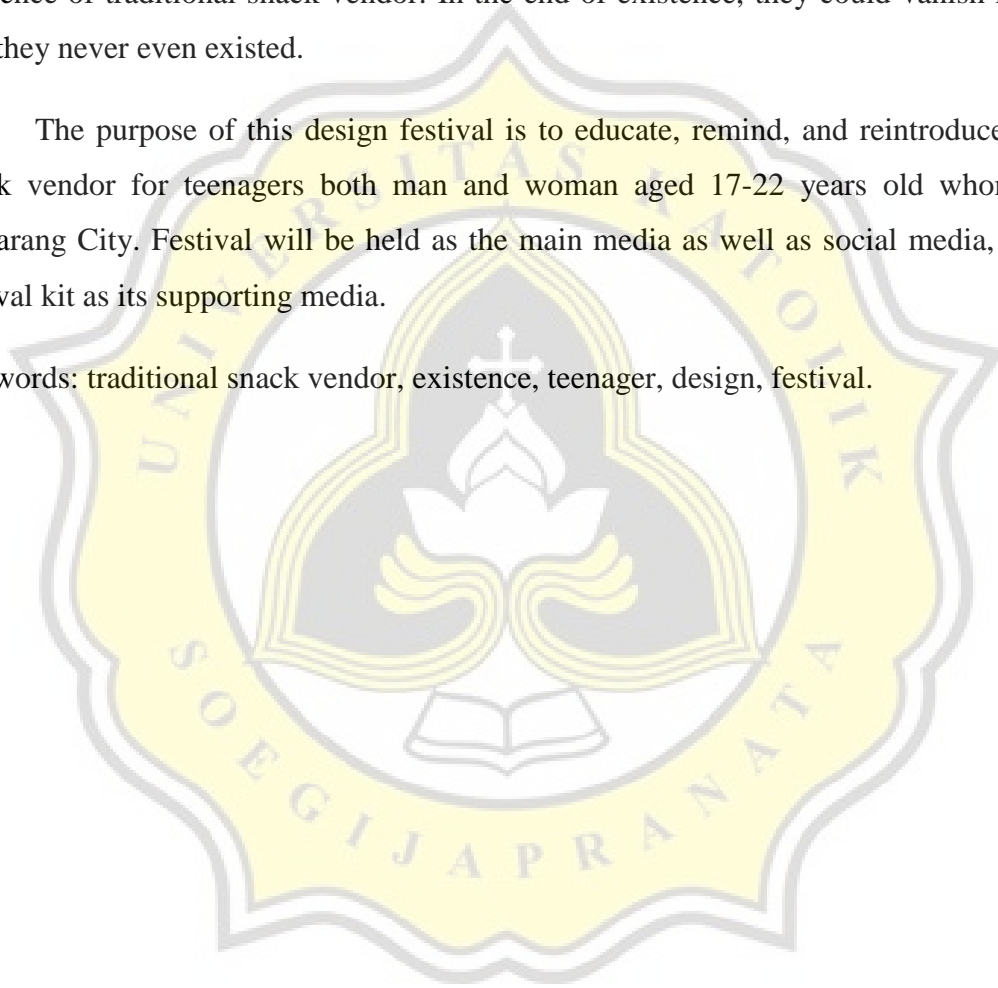 ence of traditional snack vendor. In the end of existence, they could vanish
they never even existed.
The purpose of this design festival is to educate, remind, and reintroduce
k vendor for teenagers both man and woman aged 17-22 years old
arang City. Festival will be held as the main media as well as social media,
val kit as its supporting media.
words: traditional snack vendor, existence, teenager, design, festival.
UNIVERSITAS KATOLIK
SOEGIJAPRANATA